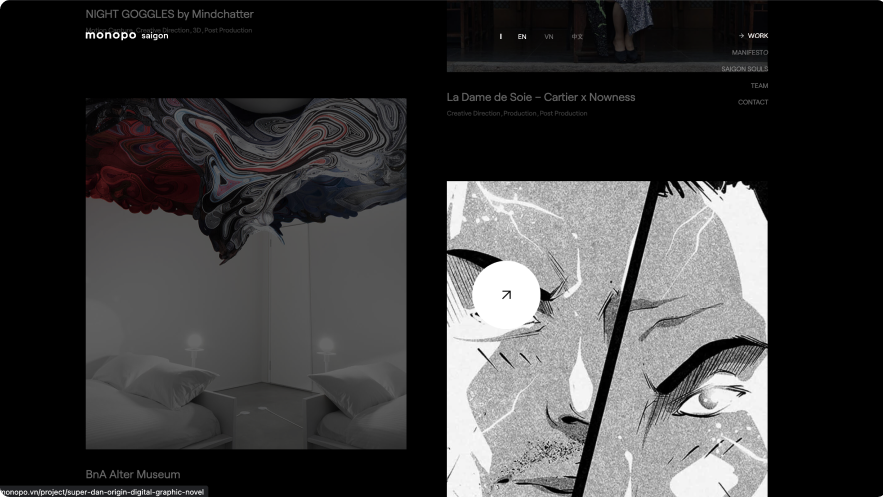 NIGHT GOGGLES by Mindchatter
Creative Direction, 3D, Post Production
monopo saigon
I EN VN 中文
→ WORK
MANIFESTO
SAIGON SOULS
TEAM
CONTACT
La Dame de Soie – Cartier x Nowness
Creative Direction, Production, Post Production
BnA Alter Museum
monopo.vn/project/super-dan-origin-digital-graphic-novel